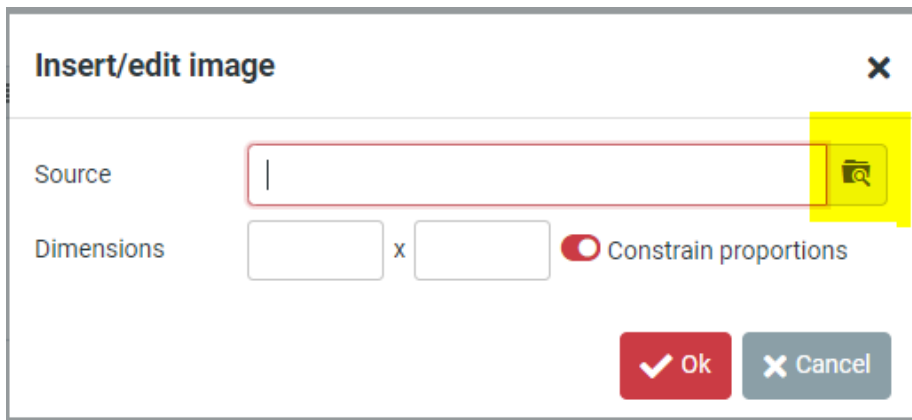 Insert/edit image
Source
Dimensions x Constrain proportions
Ok Cancel